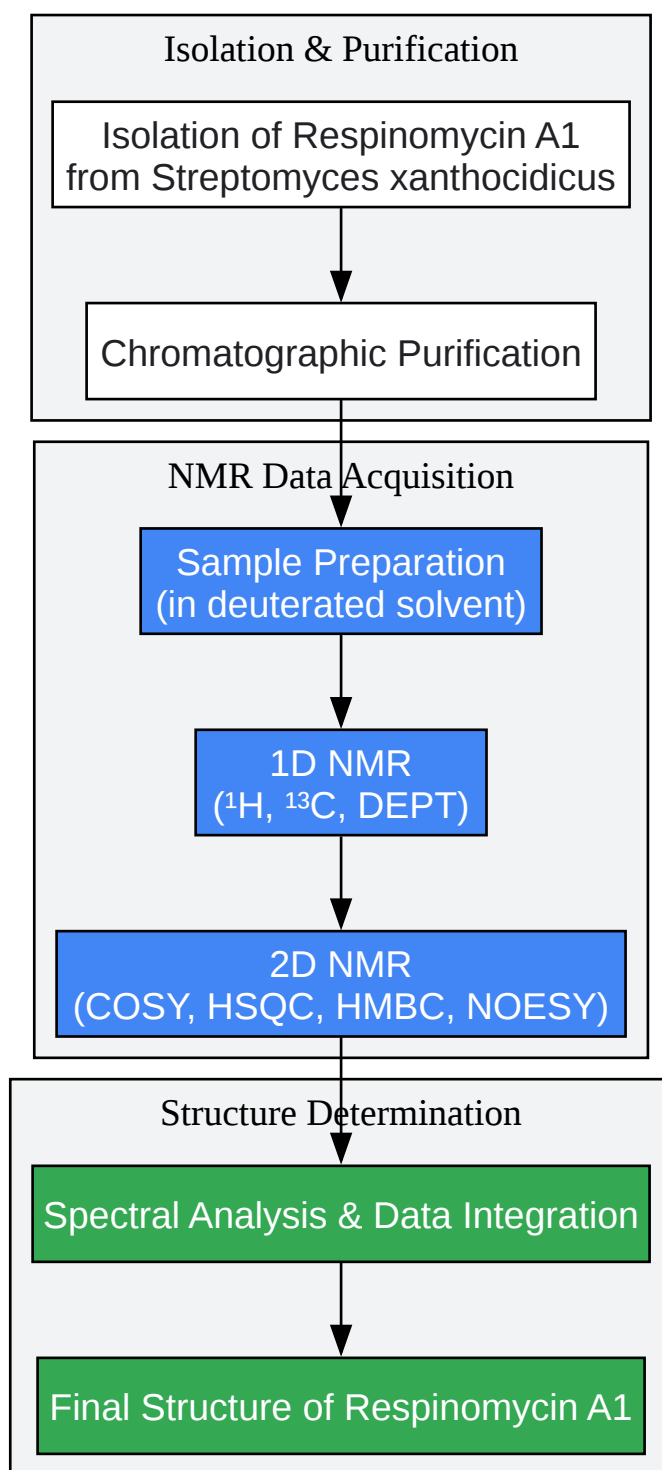 Isolation & Purification
Isolation of Respinomycin A1
from Streptomyces xanthocidicus
Chromatographic Purification
NMR Data Acquisition
Sample Preparation
(in deuterated solvent)
1D NMR
(¹H, ¹³C, DEPT)
2D NMR
(COSY, HSQC, HMBC, NOESY)
Structure Determination
Spectral Analysis & Data Integration
Final Structure of Respinomycin A1